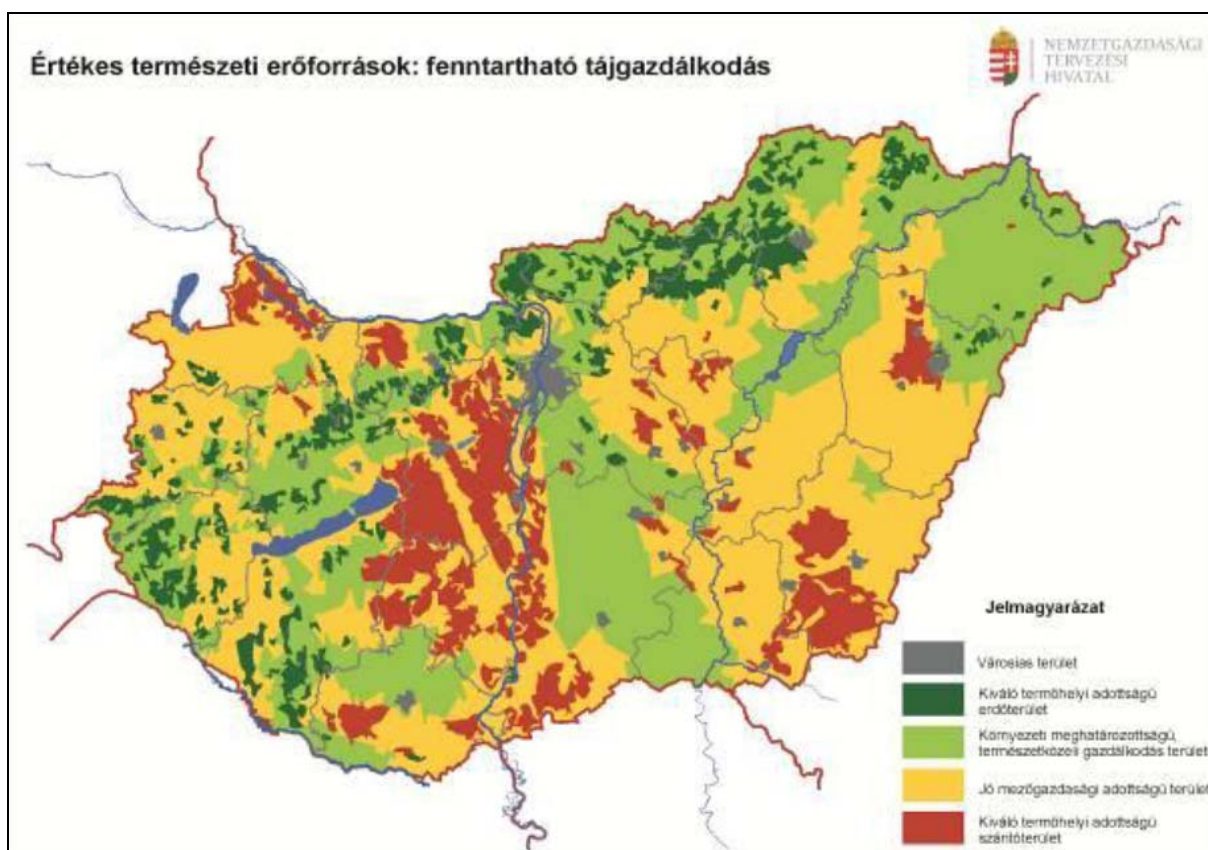 Értékes természeti erőforrások: fenntartható tájgazdálkodás
NEMZETGAZDASÁGI
TERVEZÉSI
HIVATAL
Jelmagyarázat
Városias terület
Kiváló termőhelyi adottságú
erdőterület
Környezeti meghatározottságú,
természetközeli gazdálkodás terület
Jó mezőgazdasági adottságú terület
Kiváló termőhelyi adottságú
szántóterület